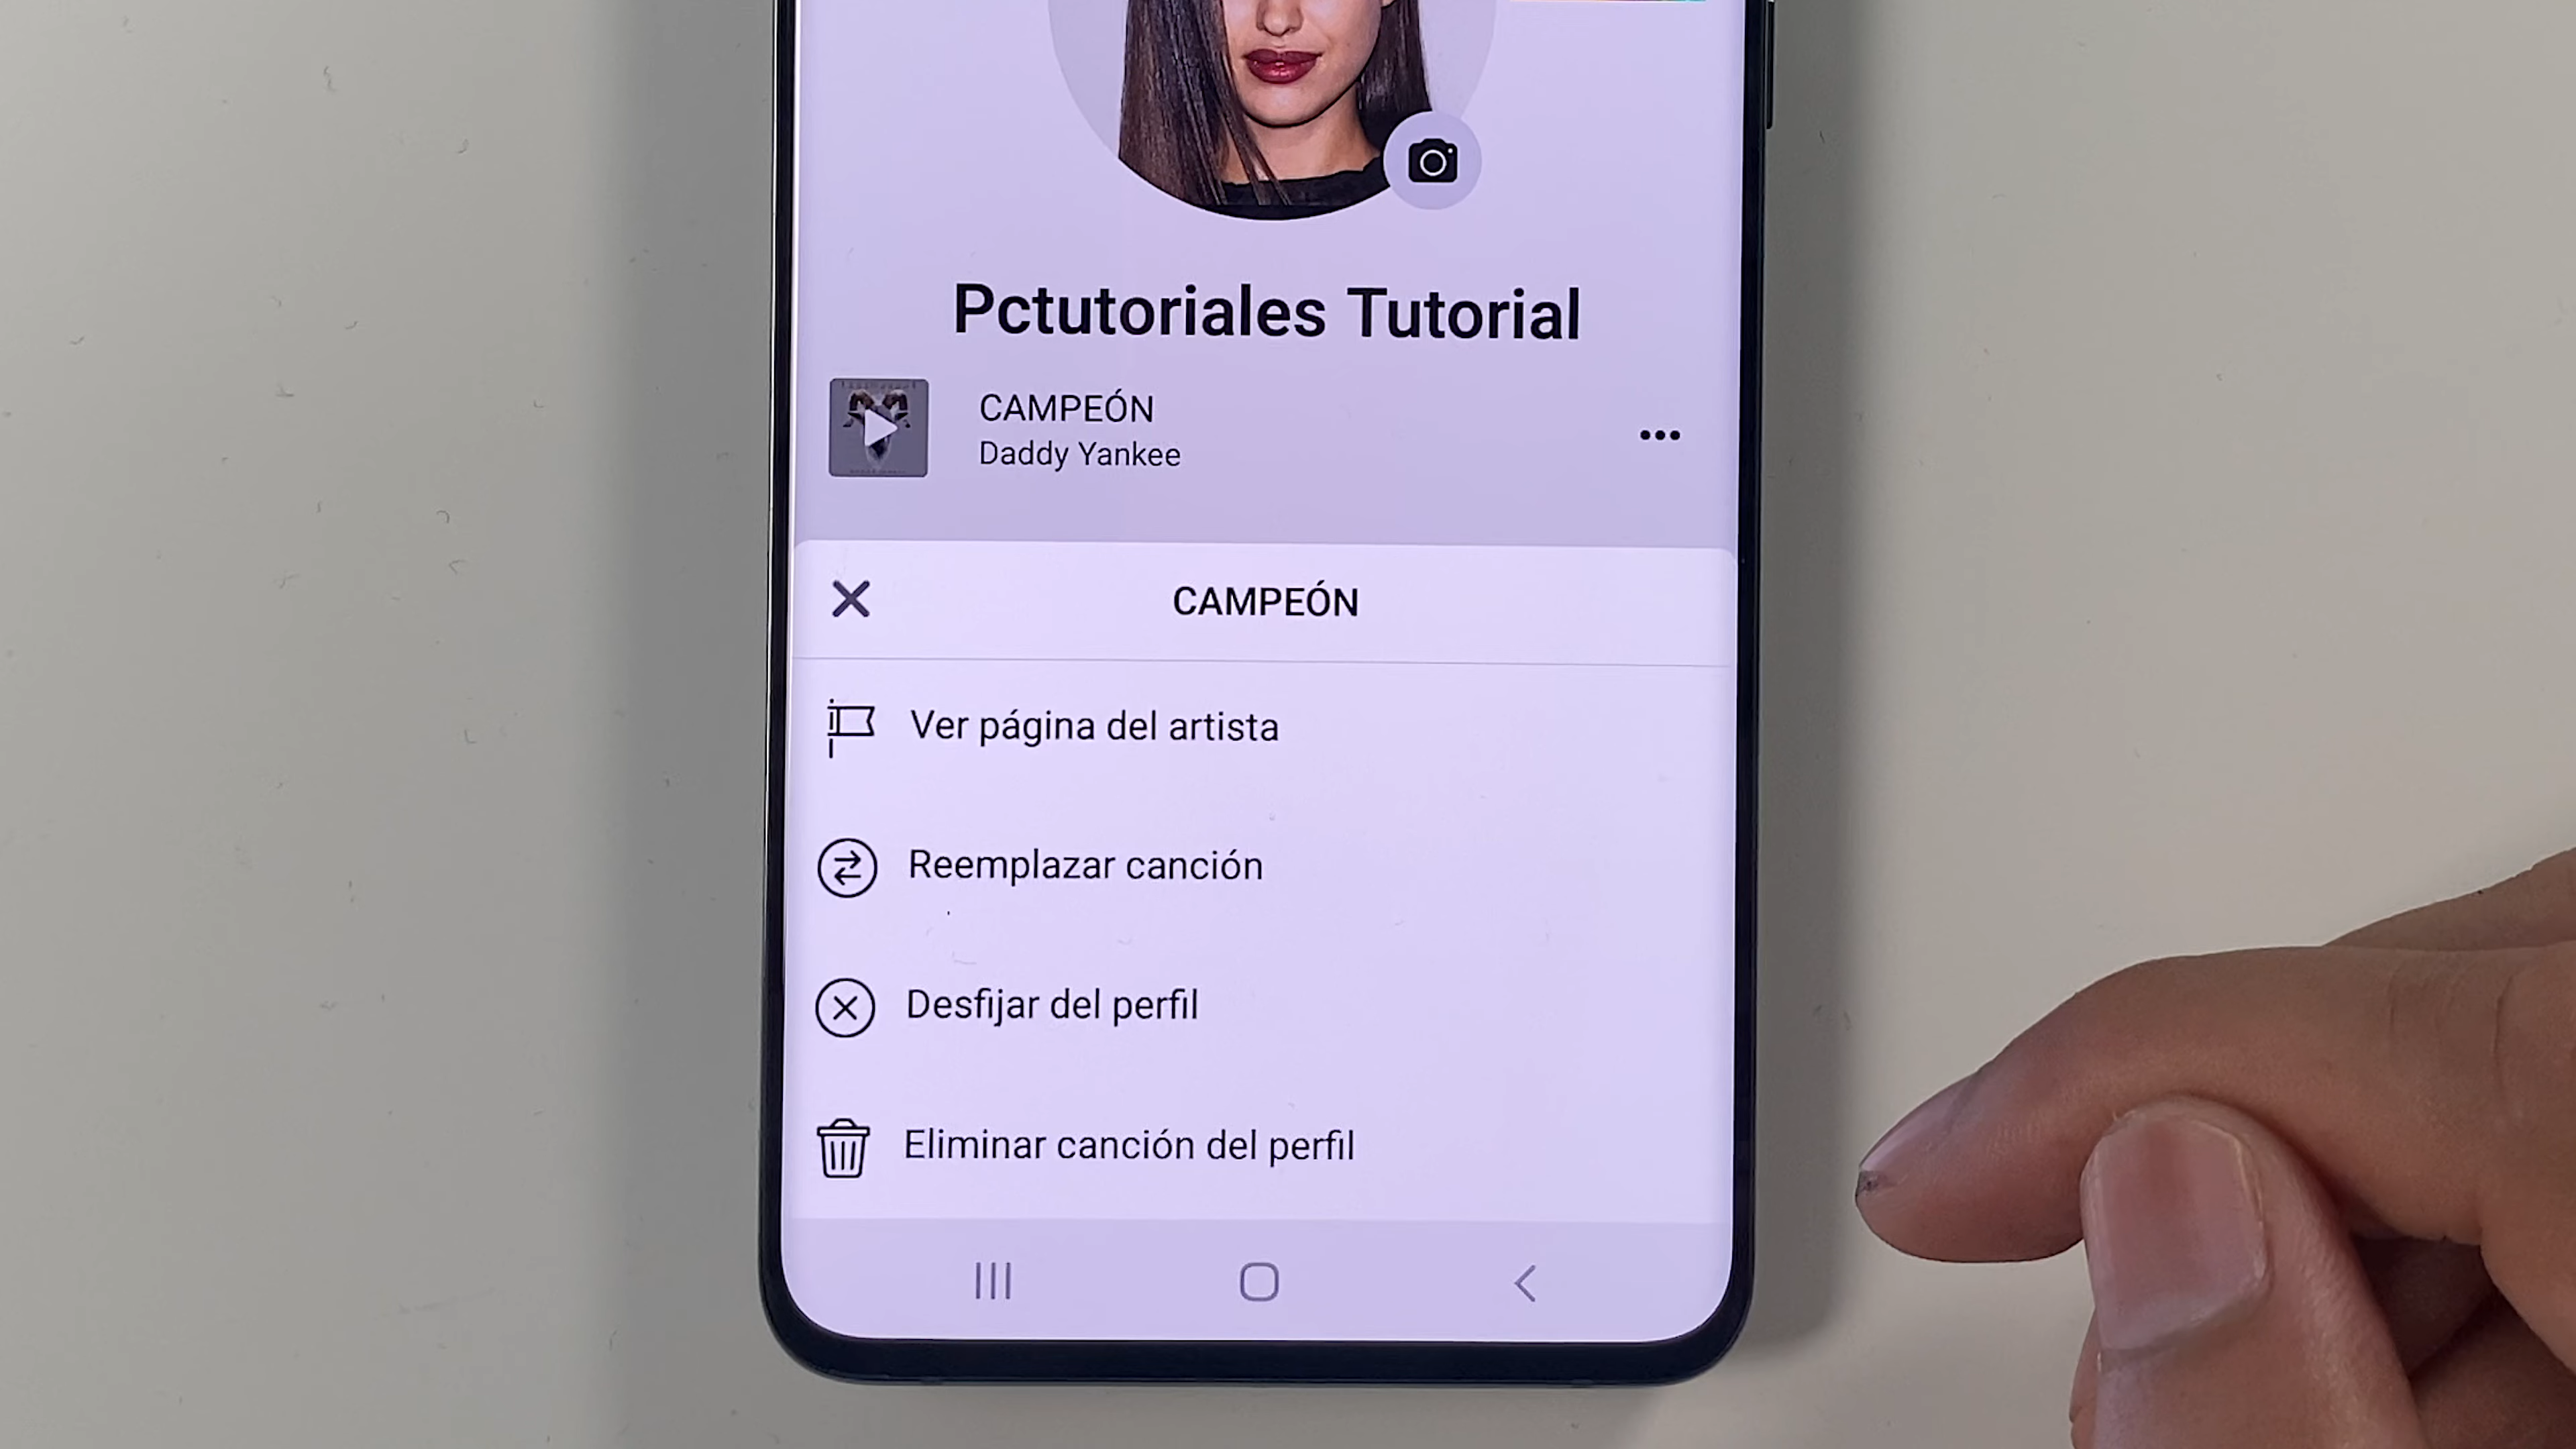 Pctutoriales Tutorial
CAMPEÓN
Daddy Yankee
CAMPEÓN
Ver página del artista
Reemplazar canción
Desfijar del perfil
Eliminar canción del perfil